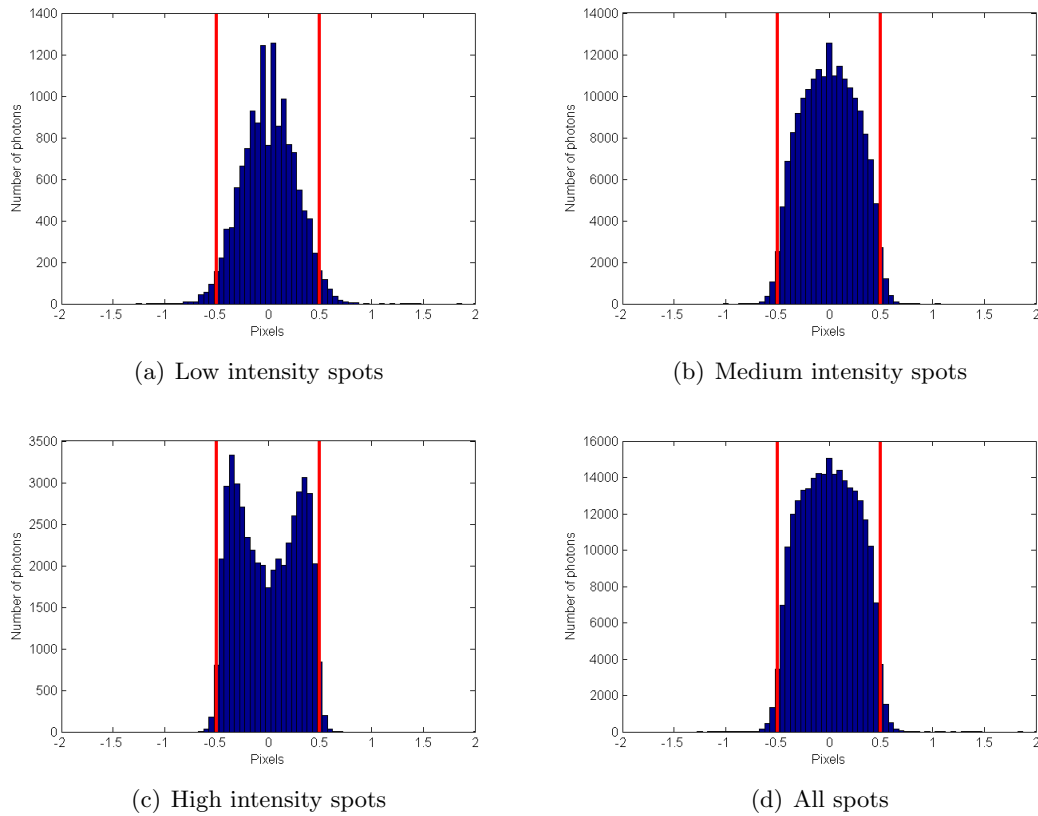 1400
1200
1000
800
600
400
200
0
Number of photons
-2 -1.5 -1 -0.5 0 0.5 1 1.5 2
Pixels
(a) Low intensity spots
14000
12000
10000
8000
6000
4000
2000
0
Number of photons
-2 -1.5 -1 -0.5 0 0.5 1 1.5 2
Pixels
(b) Medium intensity spots
3500
3000
2500
2000
1500
1000
500
0
Number of photons
-2 -1.5 -1 -0.5 0 0.5 1 1.5 2
Pixels
(c) High intensity spots
16000
14000
12000
10000
8000
6000
4000
2000
0
Number of photons
-2 -1.5 -1 -0.5 0 0.5 1 1.5 2
Pixels
(d) All spots